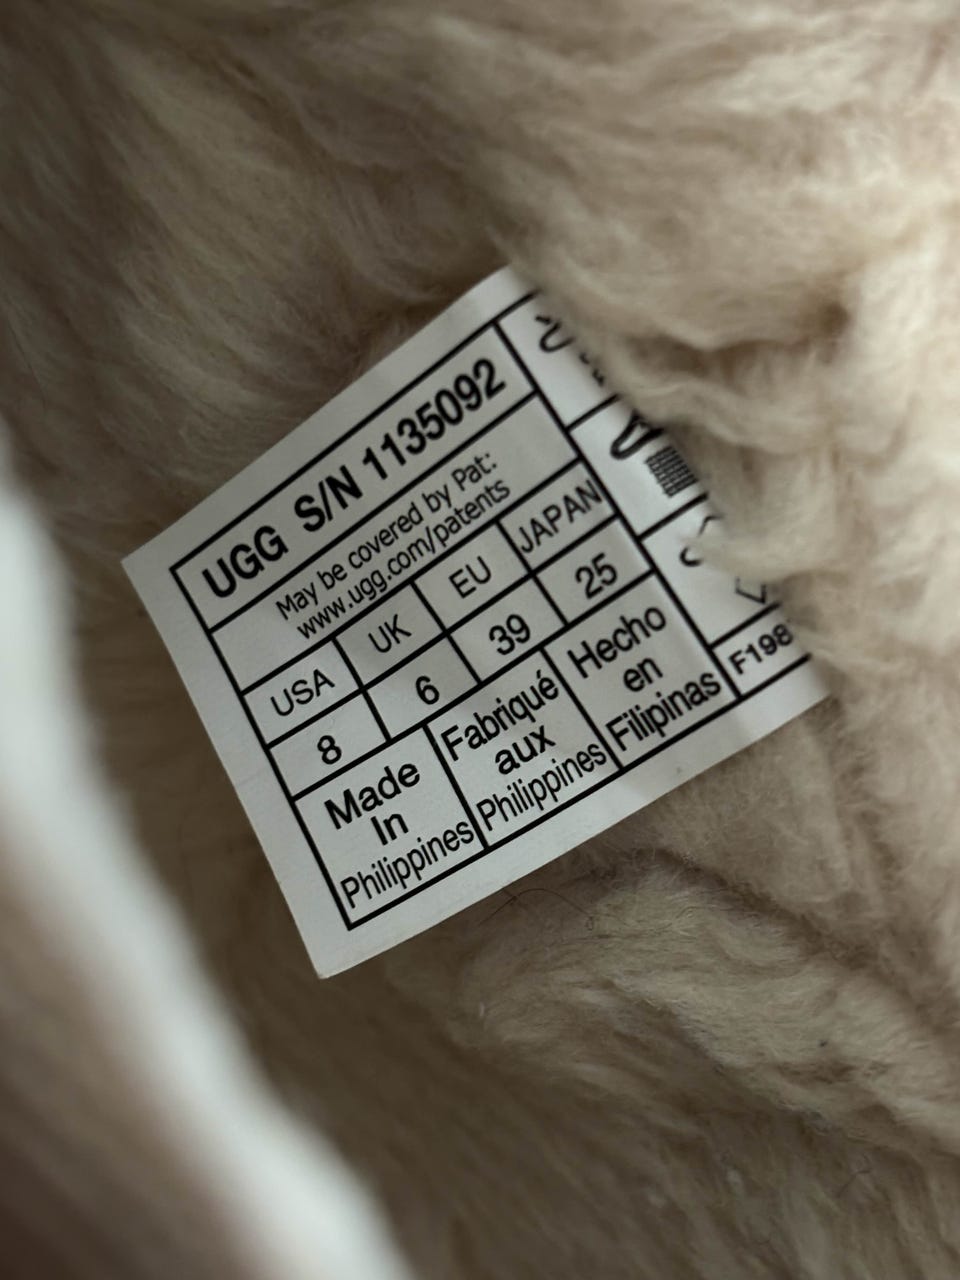 UGG S/N 1135092
May be covered by Pat:
www.ugg.com/patents
USA UK EU JAPAN
8 6 39 25
Made
In
Philippines
Fabriqué
aux
Philippines
Hecho
en
Filipinas